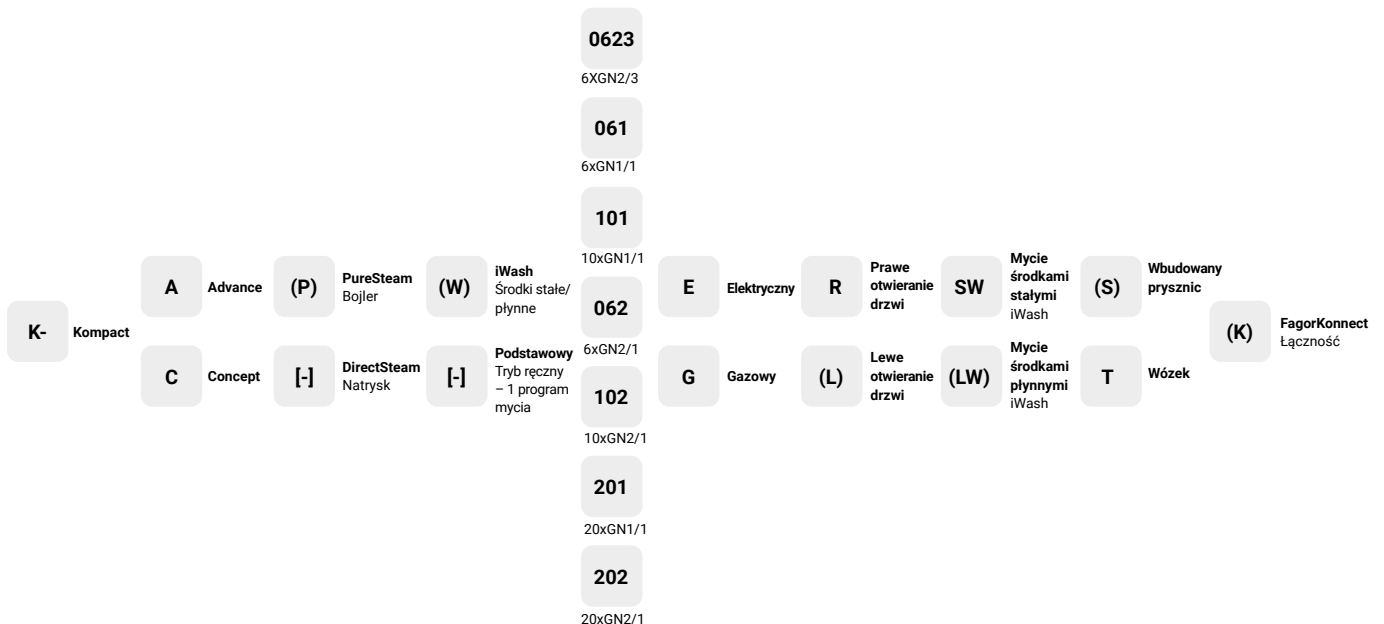 K-
Kompact
A
Advance
C
Concept
(P)
PureSteam
Bojler
[-]
DirectSteam
Natrysk
(W)
iWash
Środki stałe/
płynne
[-]
Podstawowy
Tryb ręczny
– 1 program
mycia
0623
6XGN2/3
061
6xGN1/1
101
10xGN1/1
062
6xGN2/1
102
10xGN2/1
201
20xGN1/1
202
20xGN2/1
E
Elektryczny
G
Gazowy
R
Prawe
otwieranie
drzwi
(L)
Lewe
otwieranie
drzwi
SW
Mycie
środkami
stałymi
iWash
(LW)
Mycie
środkami
płynnymi
iWash
(S)
Wbudowany
prysznic
T
Wózek
(K)
FagorKonnect
Łączność